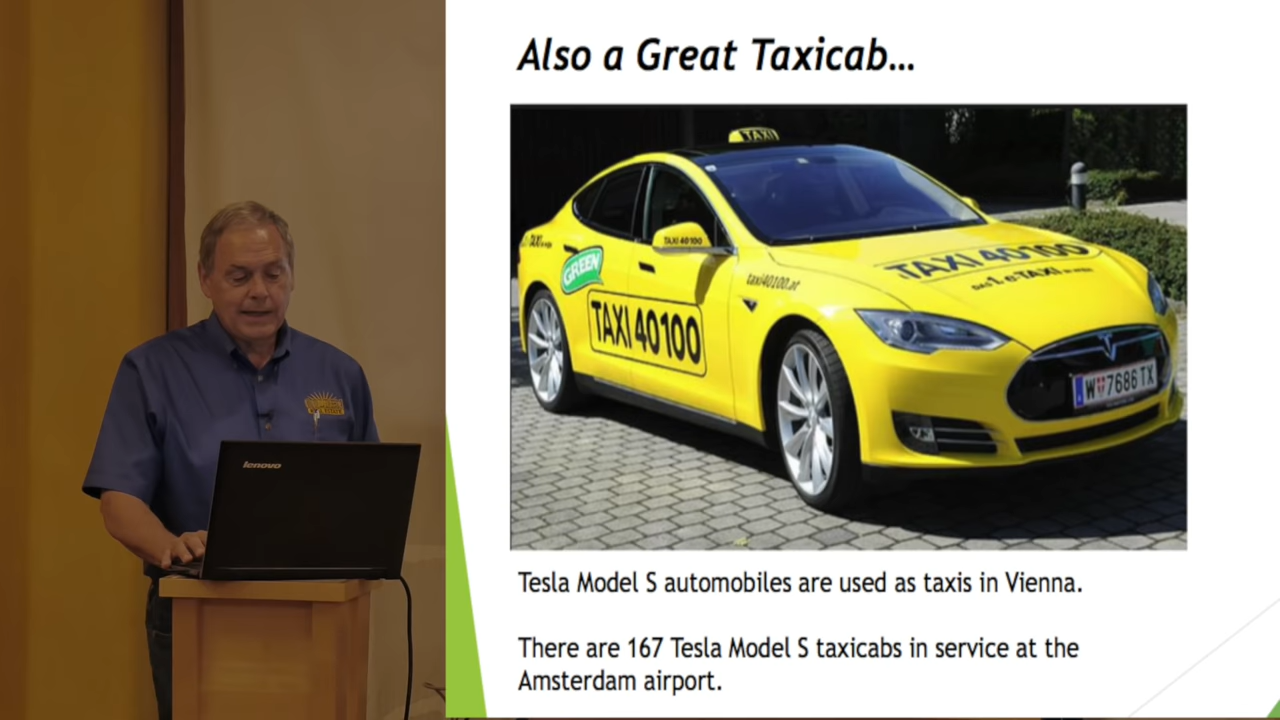 Also a Great Taxicab...
TAXI
TAXI 40100
TAXI 40100
GREEN
taxi40100.at
TAXI 40100
W 7686 TX
lenovo
Tesla Model S automobiles are used as taxis in Vienna.
There are 167 Tesla Model S taxicabs in service at the
Amsterdam airport.